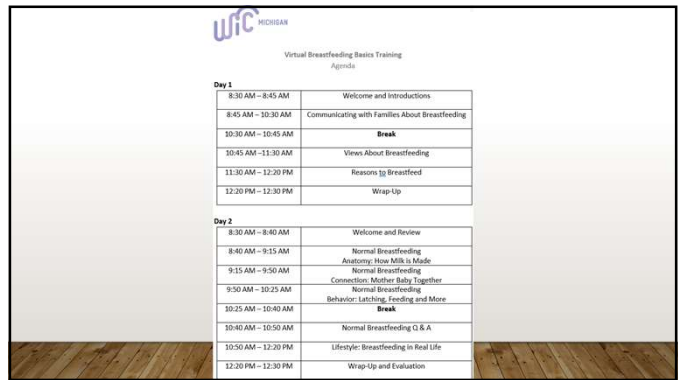 WiC MICHIGAN
Virtual Breastfeeding Basics Training
Agenda
Day 1
8:30 AM – 8:45 AM Welcome and Introductions
8:45 AM – 10:30 AM Communicating with Families About Breastfeeding
10:30 AM – 10:45 AM Break
10:45 AM –11:30 AM Views About Breastfeeding
11:30 AM – 12:20 PM Reasons to Breastfeed
12:20 PM – 12:30 PM Wrap-Up
Day 2
8:30 AM – 8:40 AM Welcome and Review
8:40 AM – 9:15 AM Normal Breastfeeding
Anatomy: How Milk is Made
9:15 AM – 9:50 AM Normal Breastfeeding
Connection: Mother Baby Together
9:50 AM – 10:25 AM Normal Breastfeeding
Behavior: Latching, Feeding and More
10:25 AM – 10:40 AM Break
10:40 AM – 10:50 AM Normal Breastfeeding Q & A
10:50 AM – 12:20 PM Lifestyle: Breastfeeding in Real Life
12:20 PM – 12:30 PM Wrap-Up and Evaluation